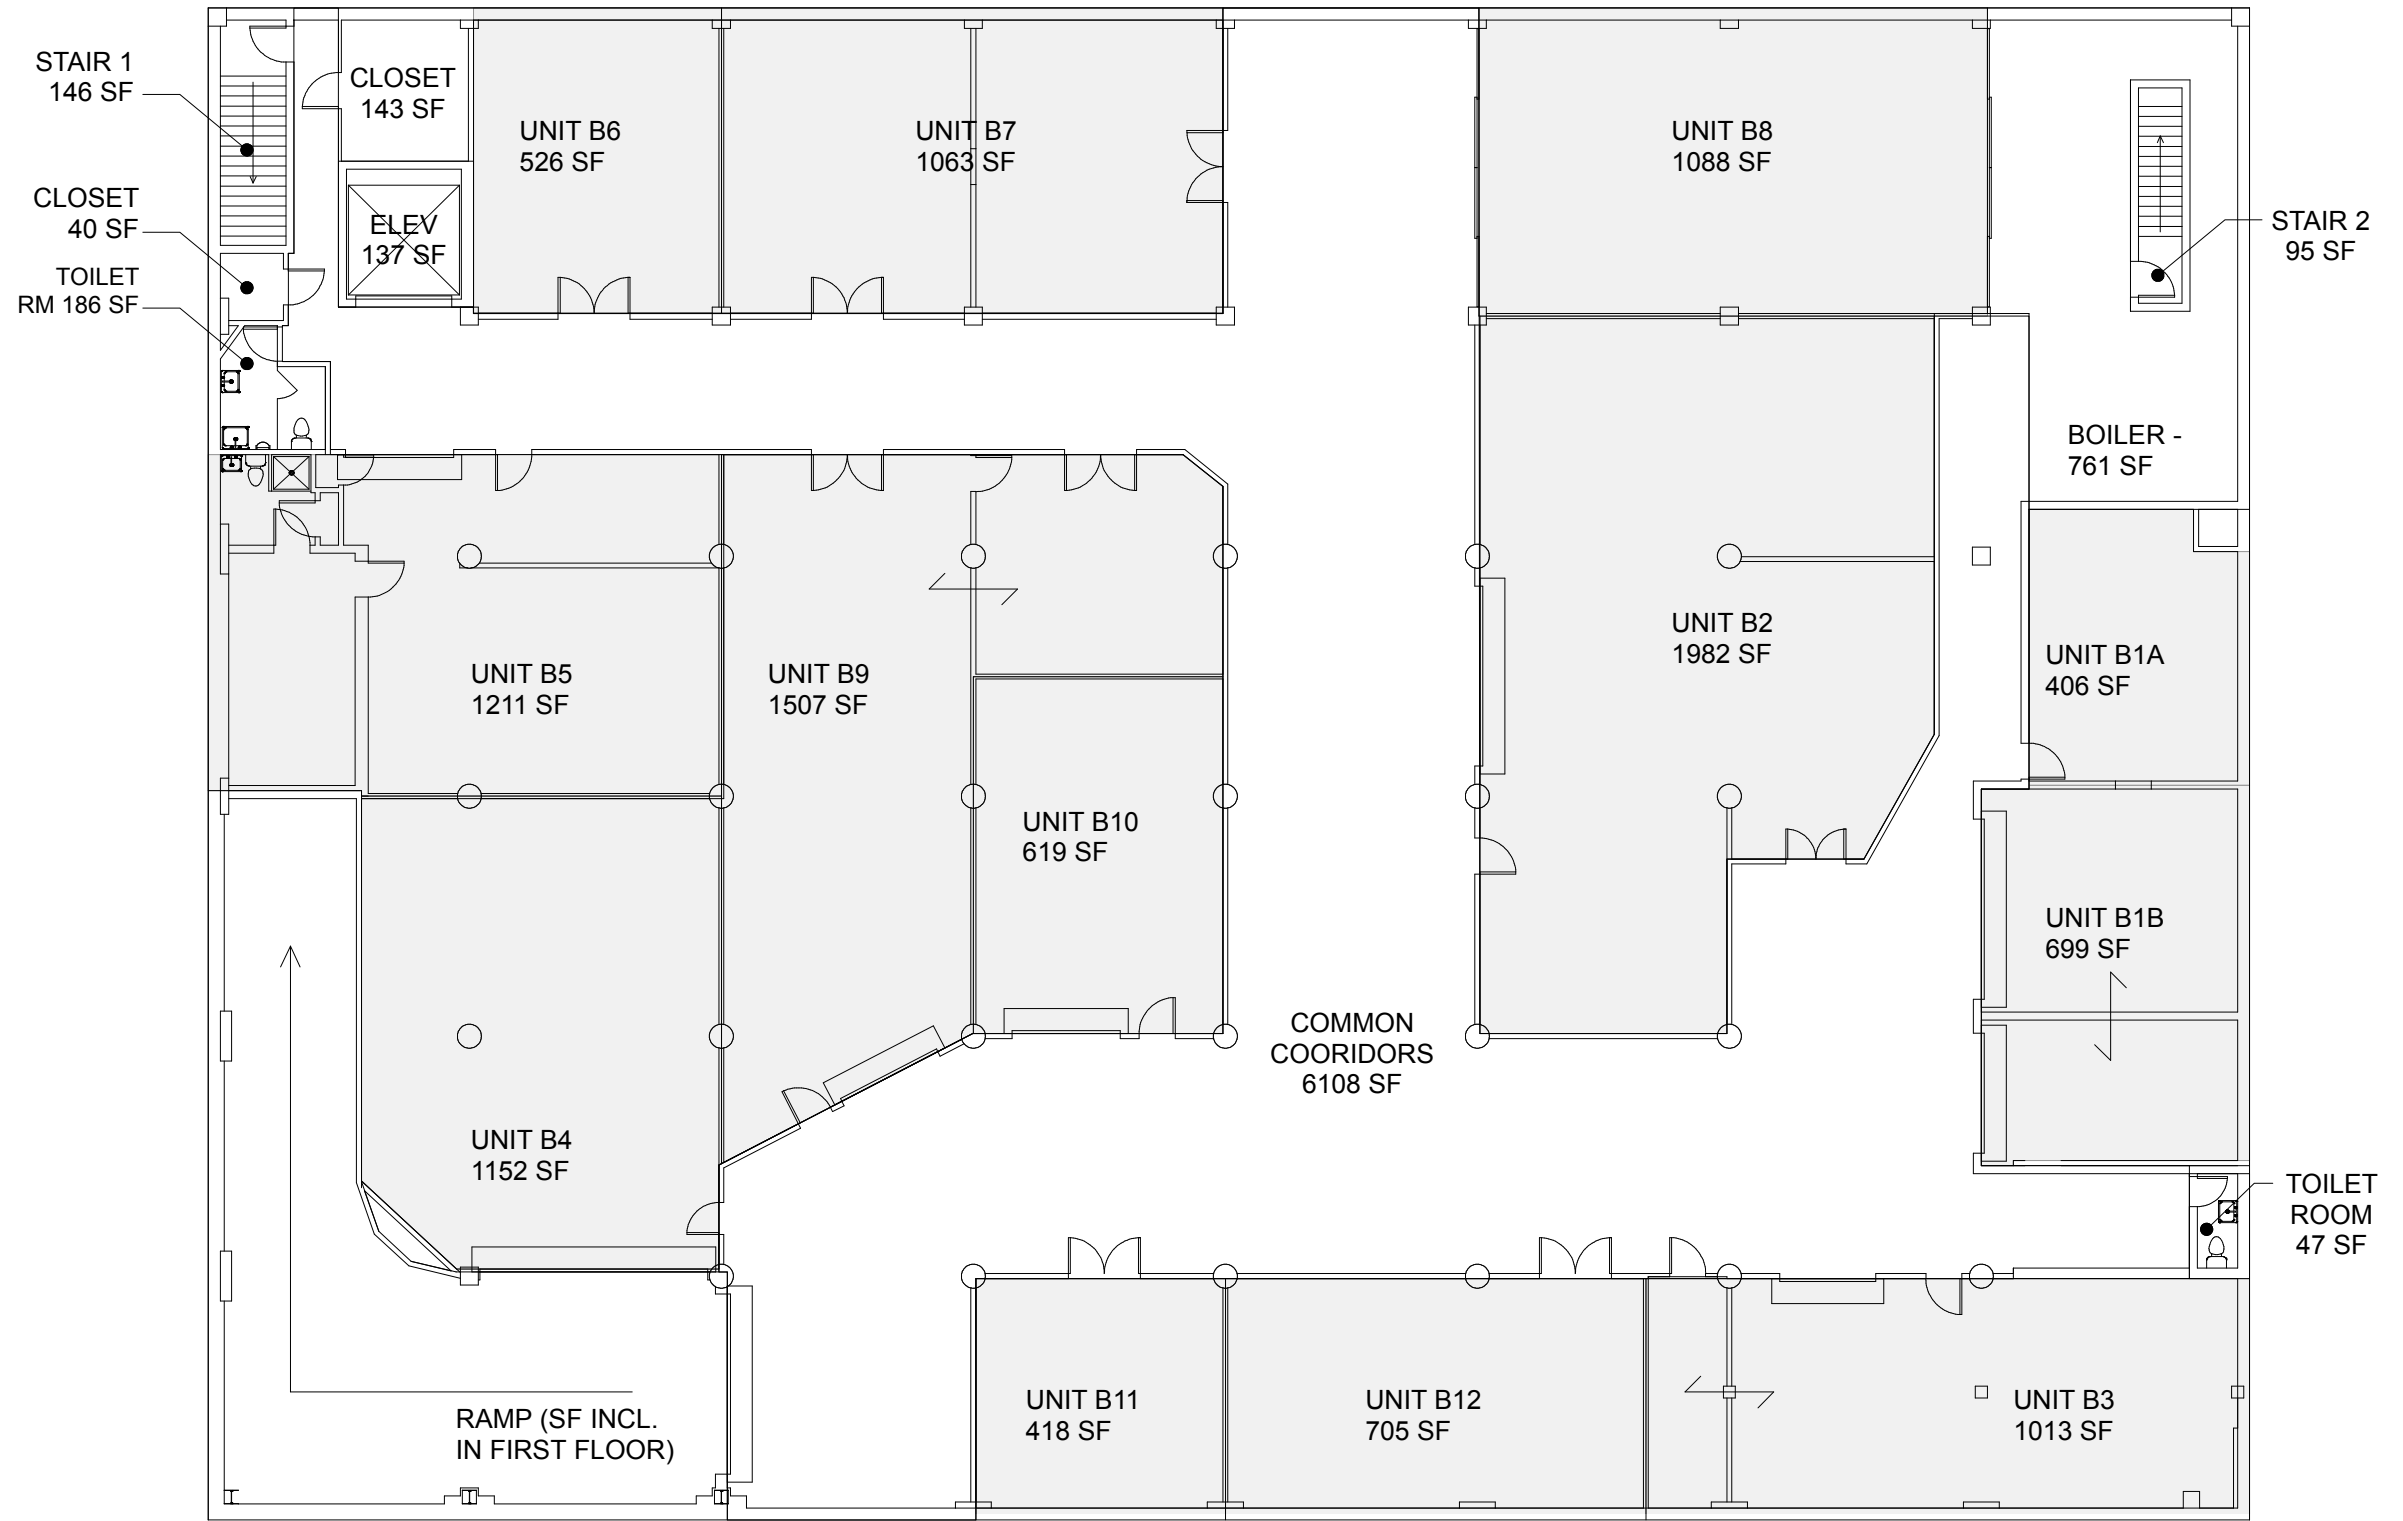 STAIR 1
146 SF
CLOSET
143 SF
UNIT B6
526 SF
UNIT B7
1063 SF
UNIT B8
1088 SF
CLOSET
40 SF
ELEV
137 SF
STAIR 2
95 SF
TOILET
RM 186 SF
BOILER -
761 SF
UNIT B5
1211 SF
UNIT B9
1507 SF
UNIT B2
1982 SF
UNIT B1A
406 SF
UNIT B10
619 SF
UNIT B1B
699 SF
COMMON
COORIDORS
6108 SF
UNIT B4
1152 SF
TOILET
ROOM
47 SF
RAMP (SF INCL.
IN FIRST FLOOR)
UNIT B11
418 SF
UNIT B12
705 SF
UNIT B3
1013 SF